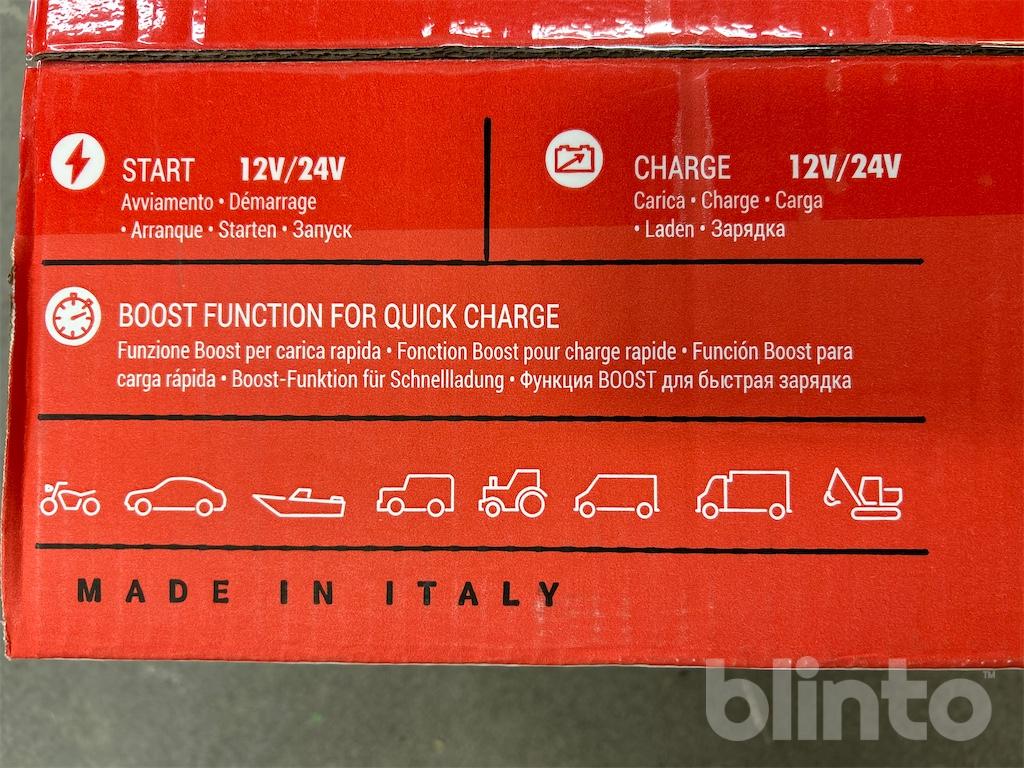 START 12V/24V
Avviamento • Démarrage
• Arranque • Starten • Запуск
CHARGE 12V/24V
Carica • Charge • Carga
• Laden • Зарядка
BOOST FUNCTION FOR QUICK CHARGE
Funzione Boost per carica rapida • Fonction Boost pour charge rapide • Función Boost para
carga rápida • Boost-Funktion für Schnellladung • Функция BOOST для быстрая зарядка
MADE IN ITALY
blinto™